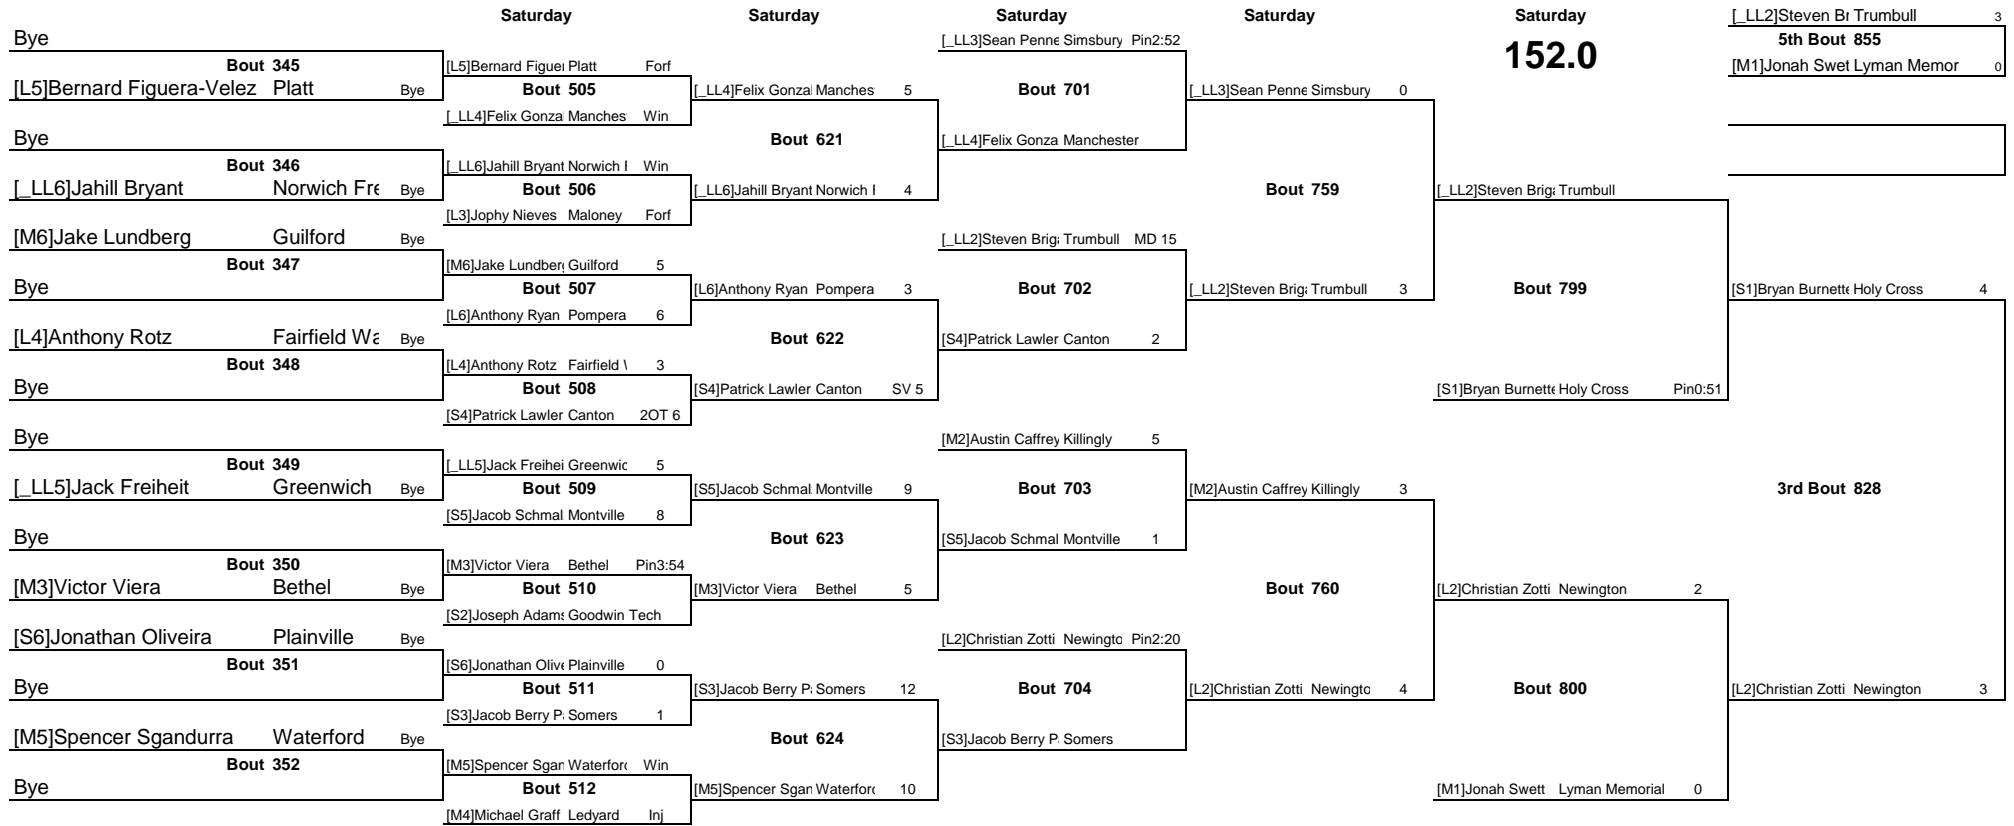 Saturday Saturday Saturday Saturday Saturday [_LL2]Steven Br Trumbull 3
Bye [_LL3]Sean Penne Simsbury Pin2:52 152.0 5th Bout 855
Bout 345 [L5]Bernard Figuei Platt Forf [M1]Jonah Swet Lyman Memor 0
[L5]Bernard Figuera-Velez Platt Bye Bout 505 [_LL4]Felix Gonzal Manches 5 Bout 701 [_LL3]Sean Penne Simsbury 0
[_LL4]Felix Gonzal Manches Win
Bye Bout 621 [_LL4]Felix Gonza Manchester
Bout 346 [_LL6]Jahill Bryant Norwich F Win
[_LL6]Jahill Bryant Norwich Fre Bye Bout 506 [_LL6]Jahill Bryant Norwich F 4 Bout 759 [_LL2]Steven Briga Trumbull
[L3]Jophy Nieves Maloney Forf
[M6]Jake Lundberg Guilford Bye [_LL2]Steven Briga Trumbull MD 15
Bout 347 [M6]Jake Lundberg Guilford 5
Bye Bout 507 [L6]Anthony Ryan Pompera 3 Bout 702 [_LL2]Steven Briga Trumbull 3 Bout 799 [S1]Bryan Burnette Holy Cross 4
[L6]Anthony Ryan Pompera 6
[L4]Anthony Rotz Fairfield Wa Bye Bout 622 [S4]Patrick Lawler Canton 2
Bout 348 [L4]Anthony Rotz Fairfield \ 3
Bye Bout 508 [S4]Patrick Lawler Canton SV 5 [S1]Bryan Burnette Holy Cross Pin0:51
[S4]Patrick Lawler Canton 2OT 6
Bye [M2]Austin Caffrey Killingly 5
Bout 349 [_LL5]Jack Freihei Greenwic 5
[_LL5]Jack Freiheit Greenwich Bye Bout 509 [S5]Jacob Schmal Montville 9 Bout 703 [M2]Austin Caffrey Killingly 3 3rd Bout 828
[S5]Jacob Schmal Montville 8
Bye Bout 623 [S5]Jacob Schmal Montville 1
Bout 350 [M3]Victor Viera Bethel Pin3:54
[M3]Victor Viera Bethel Bye Bout 510 [M3]Victor Viera Bethel 5 Bout 760 [L2]Christian Zotti Newington 2
[S2]Joseph Adams Goodwin Tech
[S6]Jonathan Oliveira Plainville Bye [L2]Christian Zotti Newingto Pin2:20
Bout 351 [S6]Jonathan Olive Plainville 0
Bye Bout 511 [S3]Jacob Berry P Somers 12 Bout 704 [L2]Christian Zotti Newingto 4 Bout 800 [L2]Christian Zotti Newington 3
[S3]Jacob Berry P Somers 1
[M5]Spencer Sgandurra Waterford Bye Bout 624 [S3]Jacob Berry P Somers
Bout 352 [M5]Spencer Sgan Waterford Win
Bye Bout 512 [M5]Spencer Sgan Waterford 10 [M1]Jonah Swett Lyman Memorial 0
[M4]Michael Graff Ledyard Inj